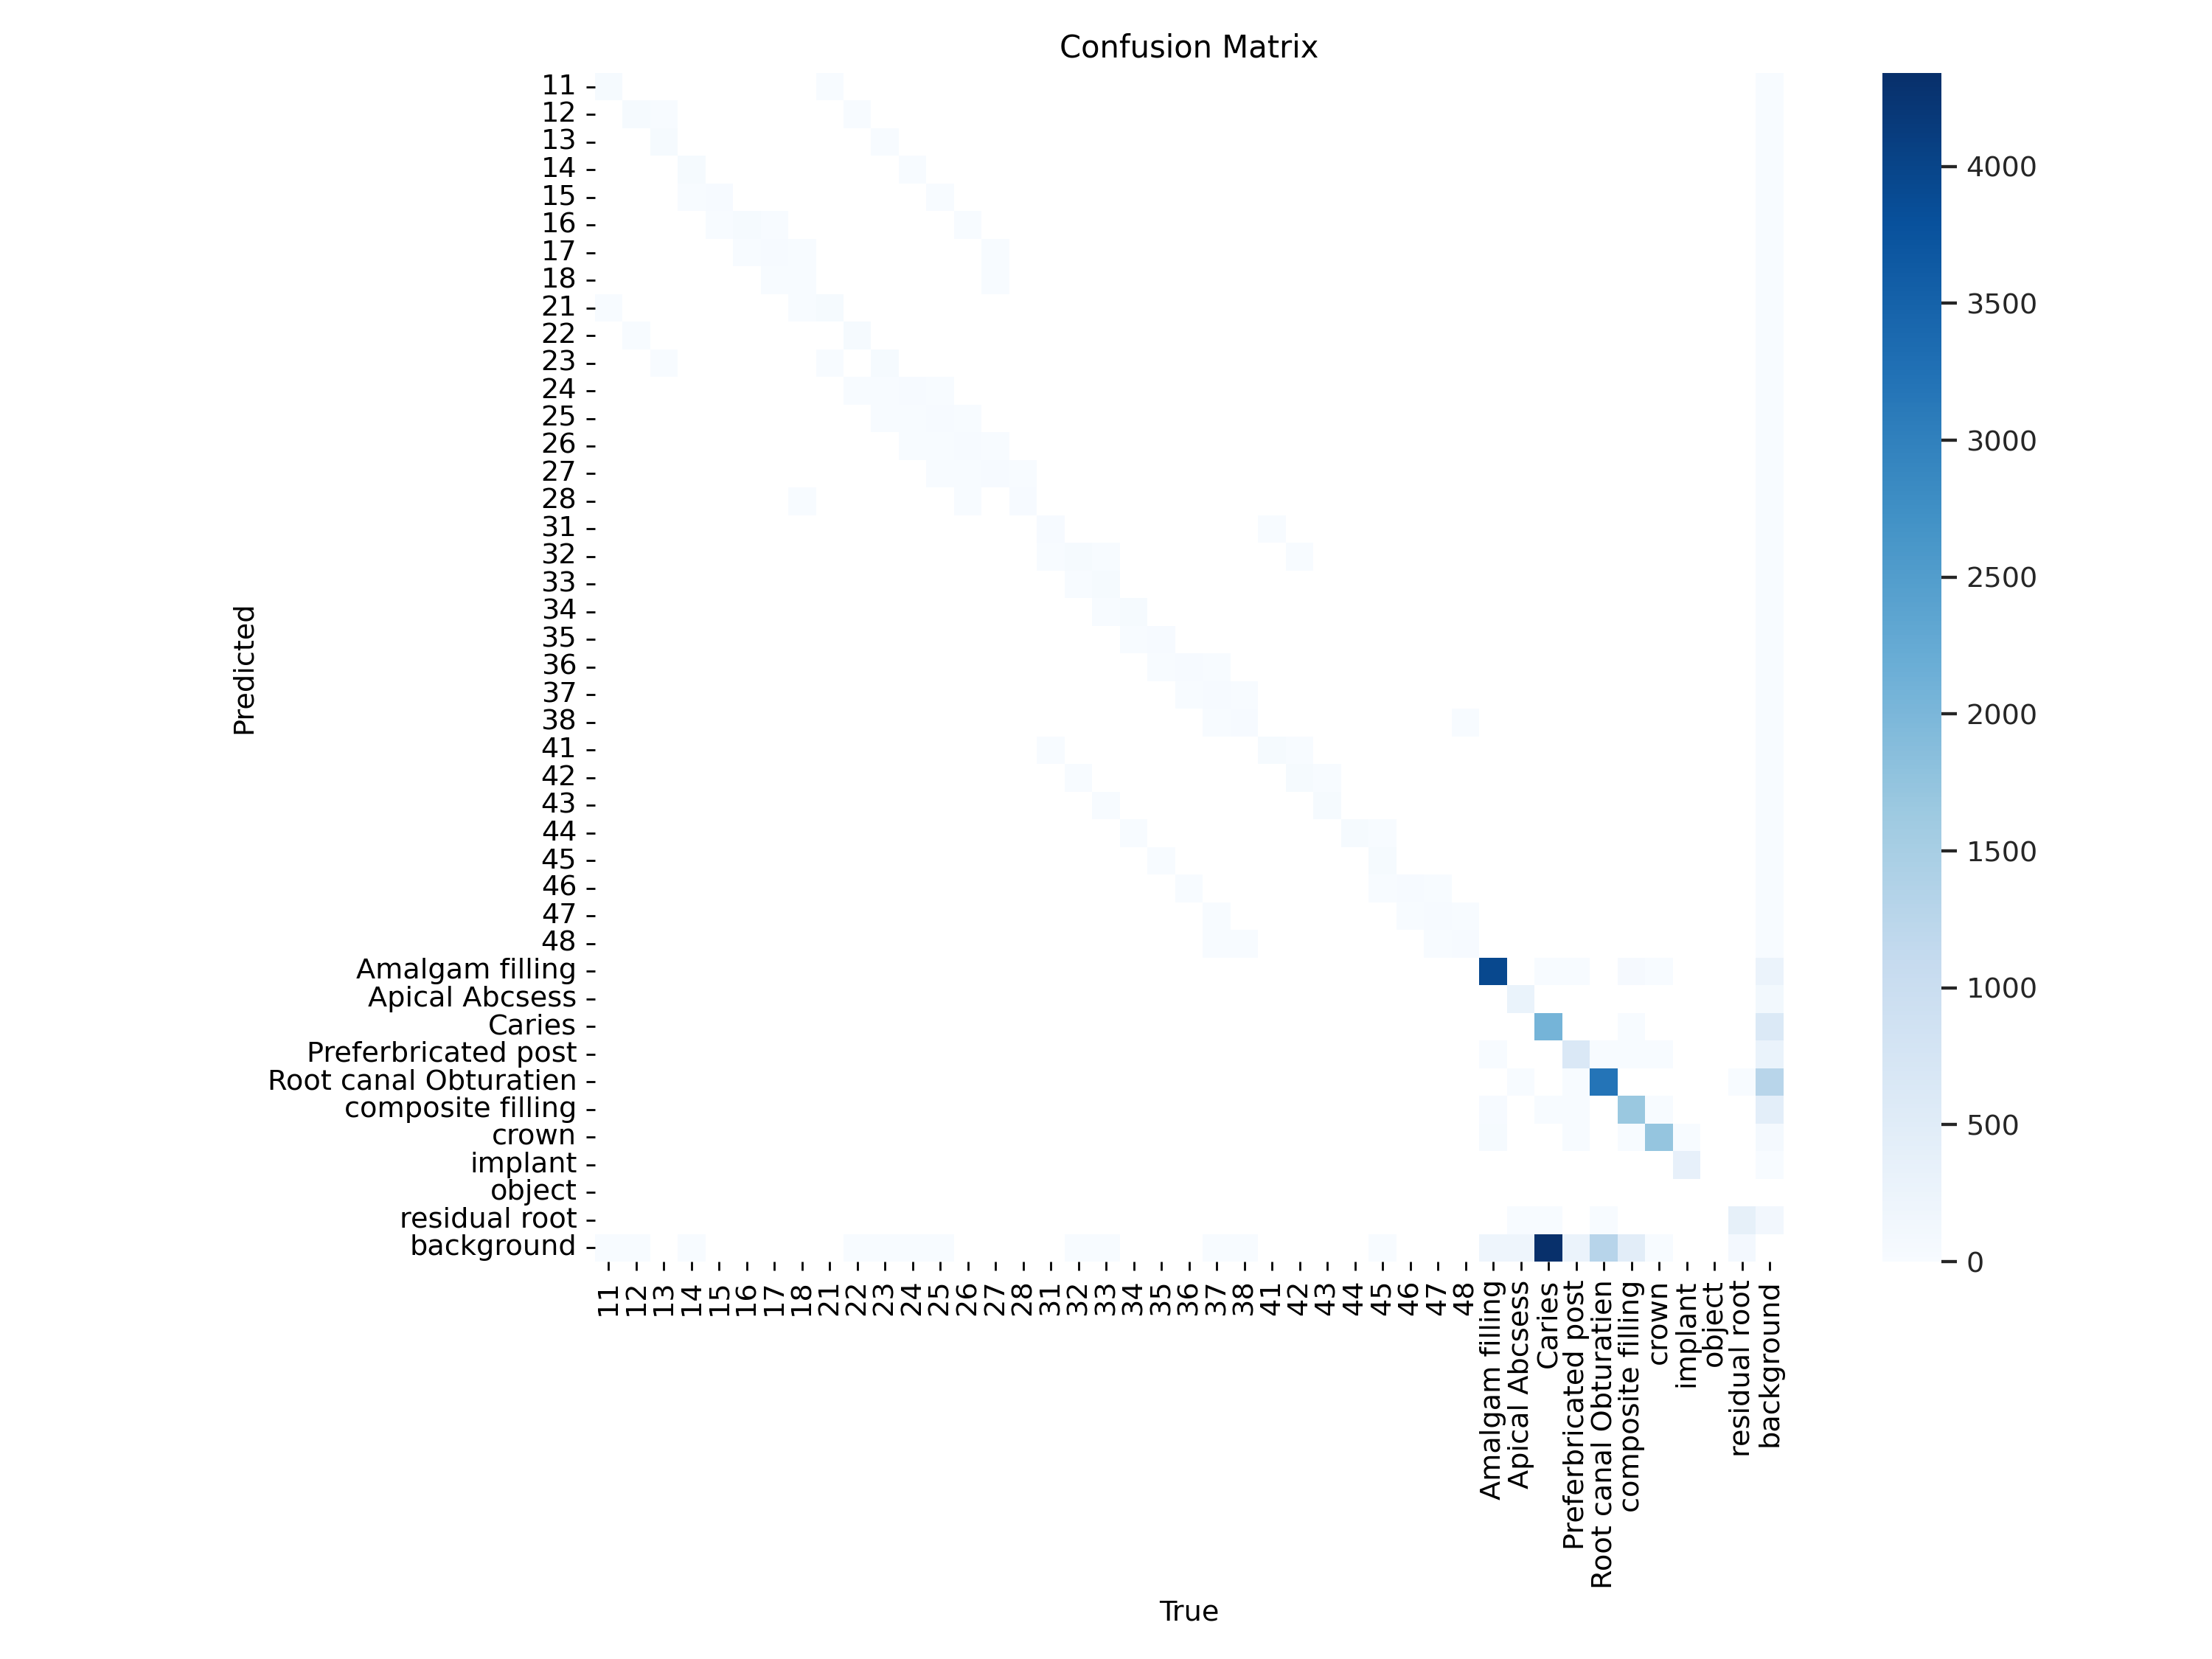 Confusion Matrix
Predicted
11
12
13
14
15
16
17
18
21
22
23
24
25
26
27
28
31
32
33
34
35
36
37
38
41
42
43
44
45
46
47
48
Amalgam filling
Apical Abcsess
Caries
Preferbricated post
Root canal Obturatien
composite filling
crown
implant
object
residual root
background
11
12
13
14
15
16
17
18
21
22
23
24
25
26
27
28
31
32
33
34
35
36
37
38
41
42
43
44
45
46
47
48
Amalgam filling
Apical Abcsess
Caries
Preferbricated post
Root canal Obturatien
composite filling
crown
implant
object
residual root
background
True
4000
3500
3000
2500
2000
1500
1000
500
0